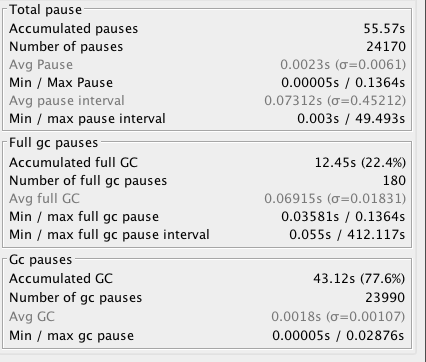 Total pause
Accumulated pauses 55.57s
Number of pauses 24170
Avg Pause 0.0023s (σ=0.0061)
Min / Max Pause 0.00005s / 0.1364s
Avg pause interval 0.07312s (σ=0.45212)
Min / max pause interval 0.003s / 49.493s
Full gc pauses
Accumulated full GC 12.45s (22.4%)
Number of full gc pauses 180
Avg full GC 0.06915s (σ=0.01831)
Min / max full gc pause 0.03581s / 0.1364s
Min / max full gc pause interval 0.055s / 412.117s
Gc pauses
Accumulated GC 43.12s (77.6%)
Number of gc pauses 23990
Avg GC 0.0018s (σ=0.00107)
Min / max gc pause 0.00005s / 0.02876s